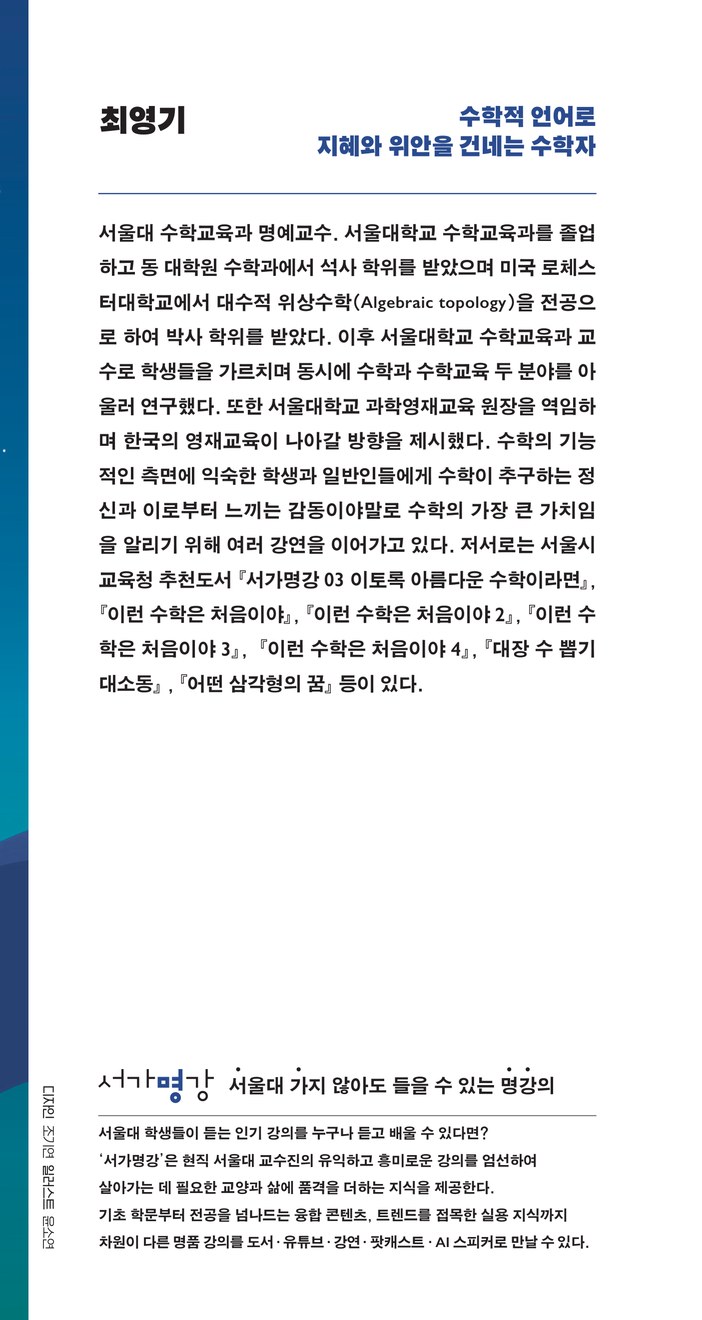 최영기
수학적 언어로
지혜와 위안을 건네는 수학자
서울대 수학교육과 명예교수. 서울대학교 수학교육과를 졸업
하고 동 대학원 수학과에서 석사 학위를 받았으며 미국 로체스
터대학교에서 대수적 위상수학(Algebraic topology)을 전공으
로 하여 박사 학위를 받았다. 이후 서울대학교 수학교육과 교
수로 학생들을 가르치며 동시에 수학과 수학교육 두 분야를 아
울러 연구했다. 또한 서울대학교 과학영재교육 원장을 역임하
며 한국의 영재교육이 나아갈 방향을 제시했다. 수학의 기능
적인 측면에 익숙한 학생과 일반인들에게 수학이 추구하는 정
신과 이로부터 느끼는 감동이야말로 수학의 가장 큰 가치임
을 알리기 위해 여러 강연을 이어가고 있다. 저서로는 서울시
교육청 추천도서 『서가명강 03 이토록 아름다운 수학이라면』,
『이런 수학은 처음이야』, 『이런 수학은 처음이야 2』, 『이런 수
학은 처음이야 3』, 『이런 수학은 처음이야 4』, 『대장 수 뽑기
대소동』, 『어떤 삼각형의 꿈』 등이 있다.
서가명강 서울대 가지 않아도 들을 수 있는 명강의
서울대 학생들이 듣는 인기 강의를 누구나 듣고 배울 수 있다면?
‘서가명강’은 현직 서울대 교수진의 유익하고 흥미로운 강의를 엄선하여
살아가는 데 필요한 교양과 삶에 품격을 더하는 지식을 제공한다.
기초 학문부터 전공을 넘나드는 융합 콘텐츠, 트렌드를 접목한 실용 지식까지
차원이 다른 명품 강의를 도서 · 유튜브 · 강연 · 팟캐스트 · AI 스피커로 만날 수 있다.
디자인 조기연 일러스트 윤소연